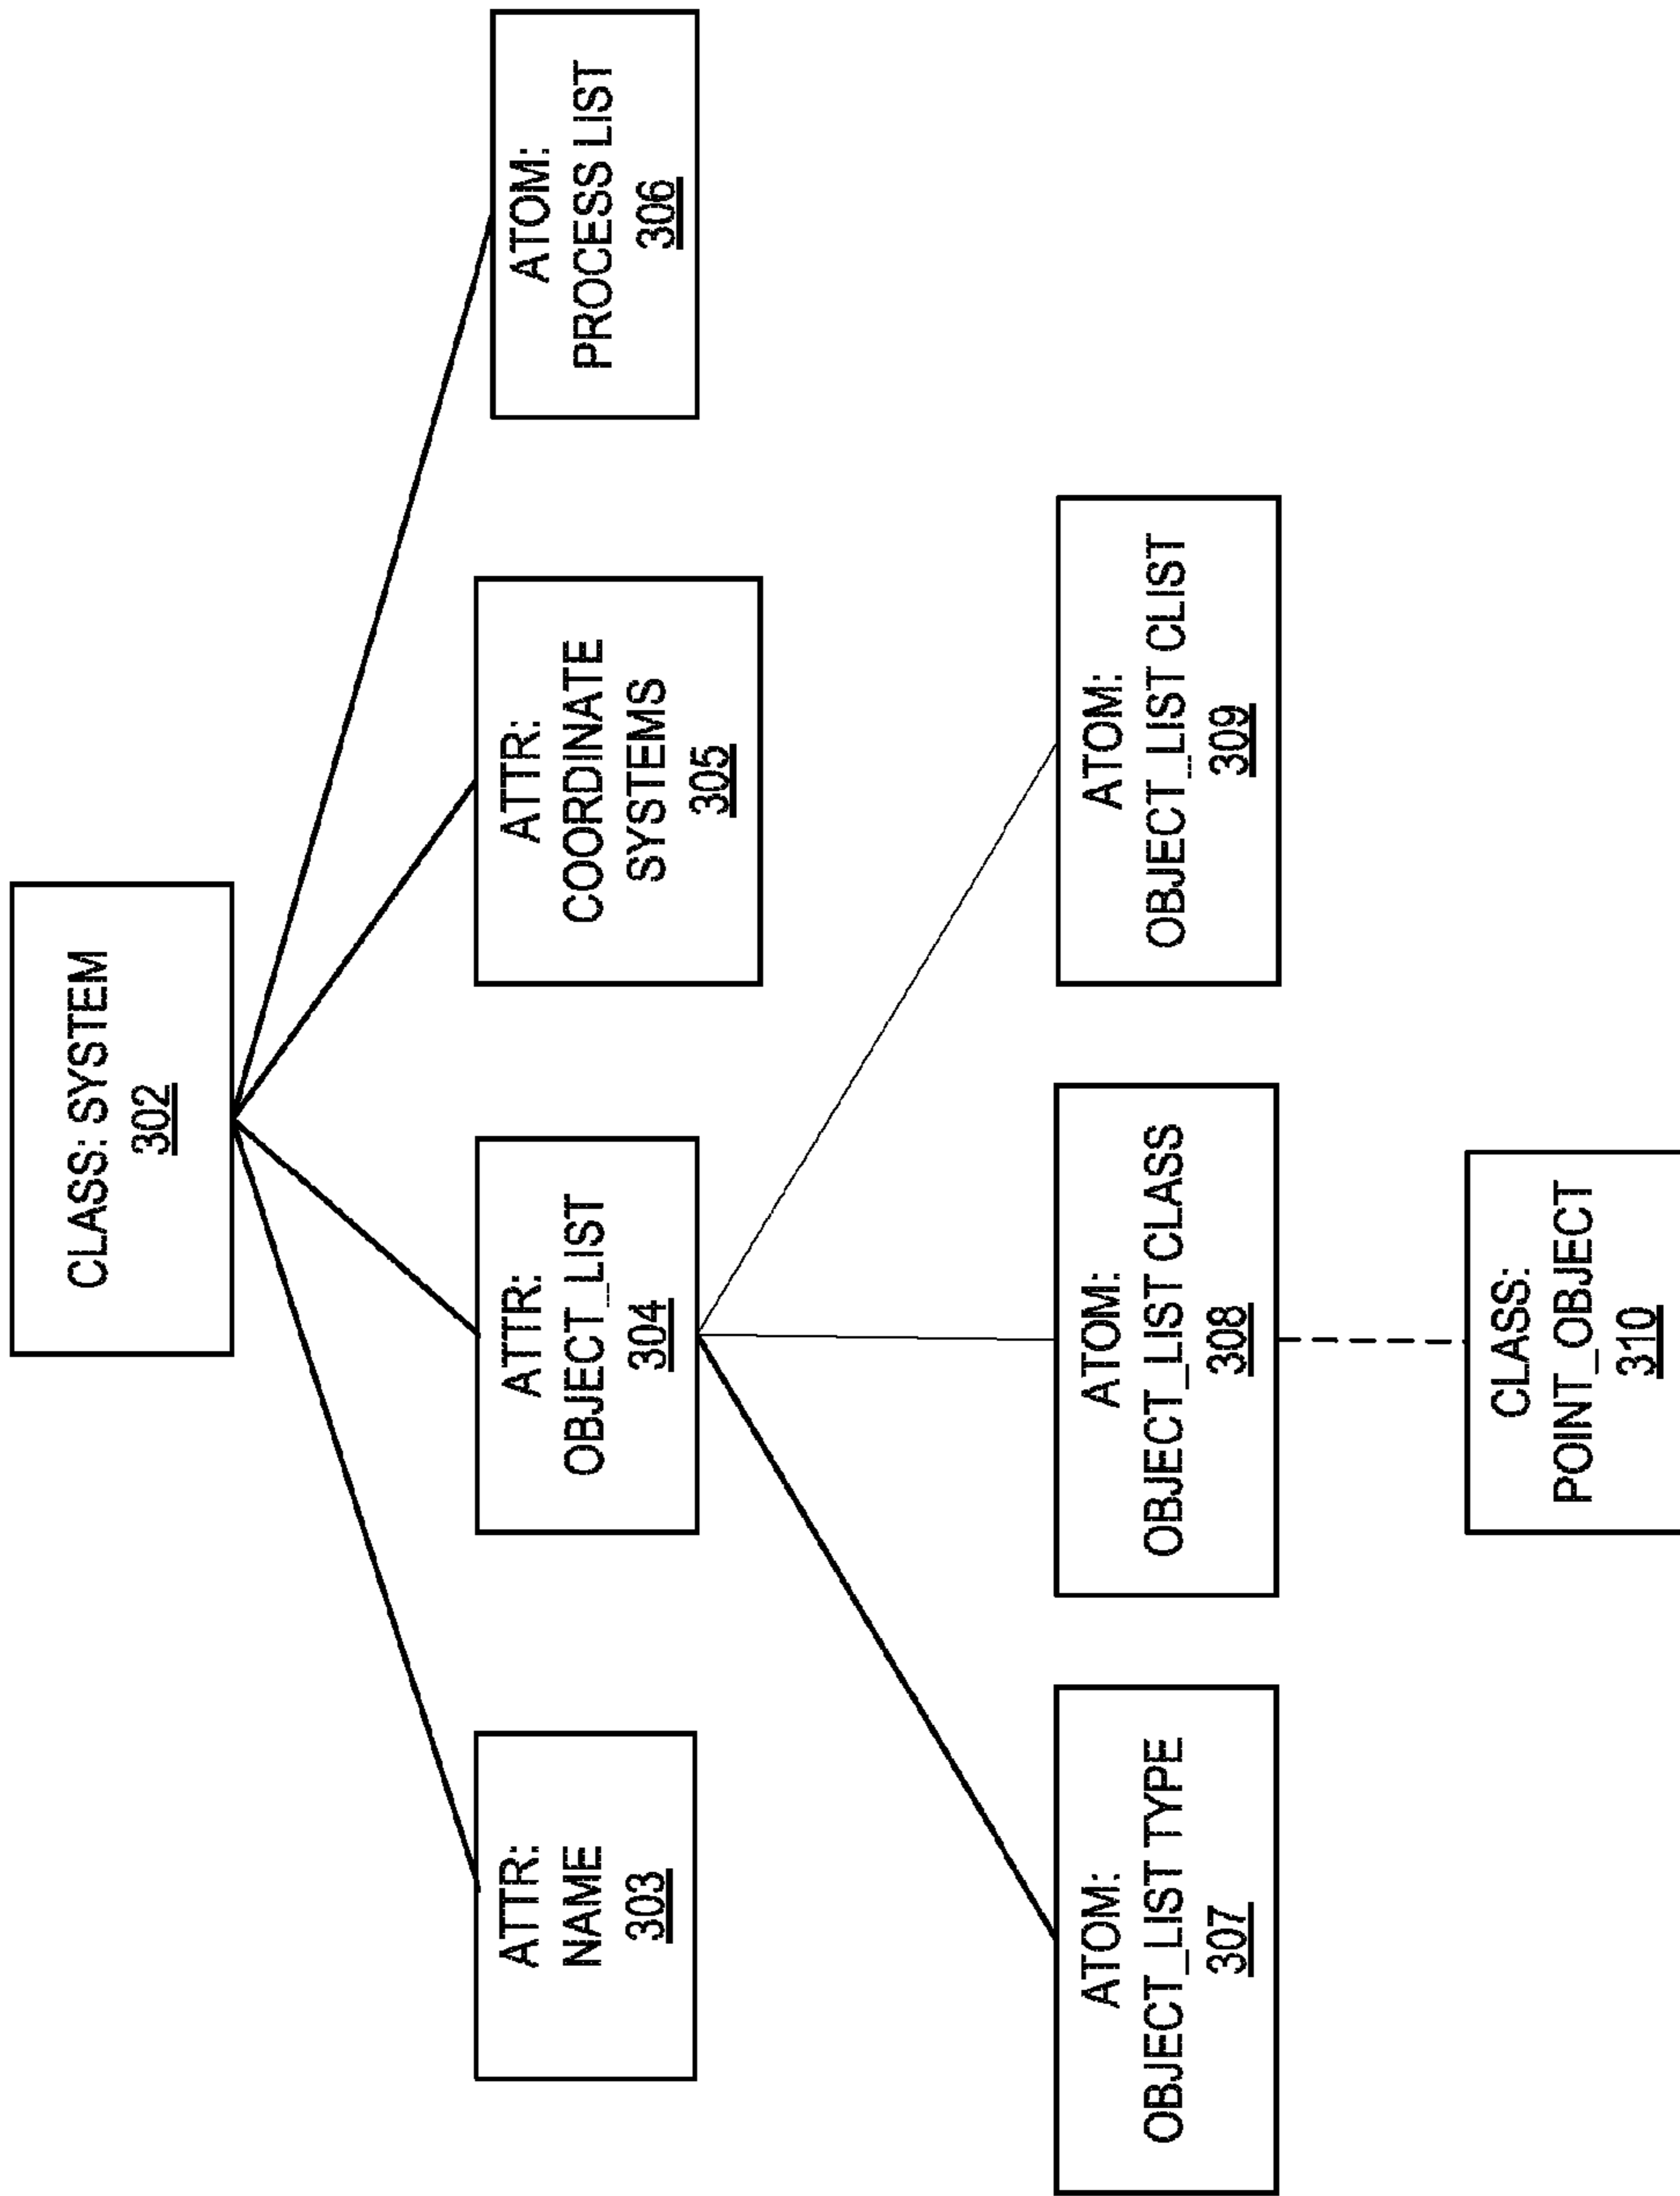 CLASS: SYSTEM
302
ATTR:
NAME
303
ATTR:
OBJECT_LIST
304
ATTR:
COORDINATE
SYSTEMS
305
ATOM:
PROCESS LIST
306
ATOM:
OBJECT_LIST TYPE
307
ATOM:
OBJECT_LIST CLASS
308
ATOM:
OBJECT_LIST CLIST
309
CLASS:
POINT_OBJECT
310